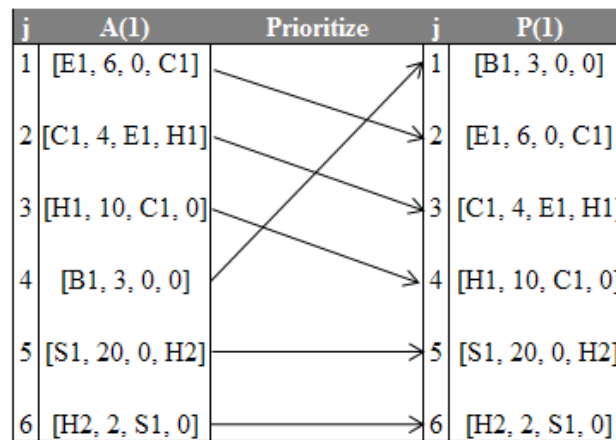 j A(1) Prioritize j P(1)
1 [E1, 6, 0, C1] 1 [B1, 3, 0, 0]
2 [C1, 4, E1, H1] 2 [E1, 6, 0, C1]
3 [H1, 10, C1, 0] 3 [C1, 4, E1, H1]
4 [B1, 3, 0, 0] 4 [H1, 10, C1, 0]
5 [S1, 20, 0, H2] 5 [S1, 20, 0, H2]
6 [H2, 2, S1, 0] 6 [H2, 2, S1, 0]